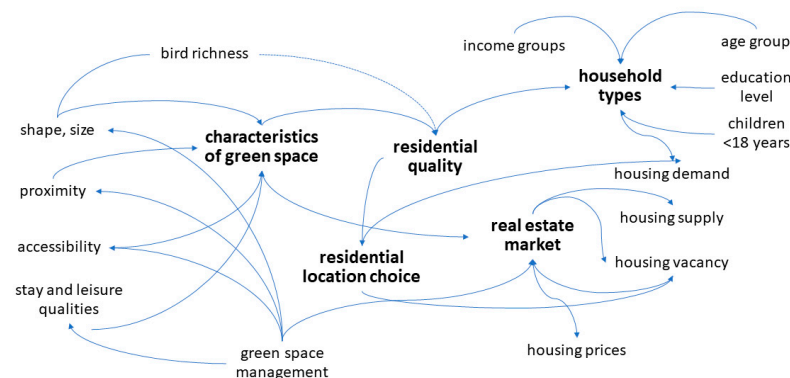 income groups
age group
bird richness
household
types
education
level
shape, size
characteristics
of green space
residential
quality
children
<18 years
housing demand
proximity
real estate
market
housing supply
accessibility
residential
location choice
housing vacancy
stay and leisure
qualities
green space
management
housing prices